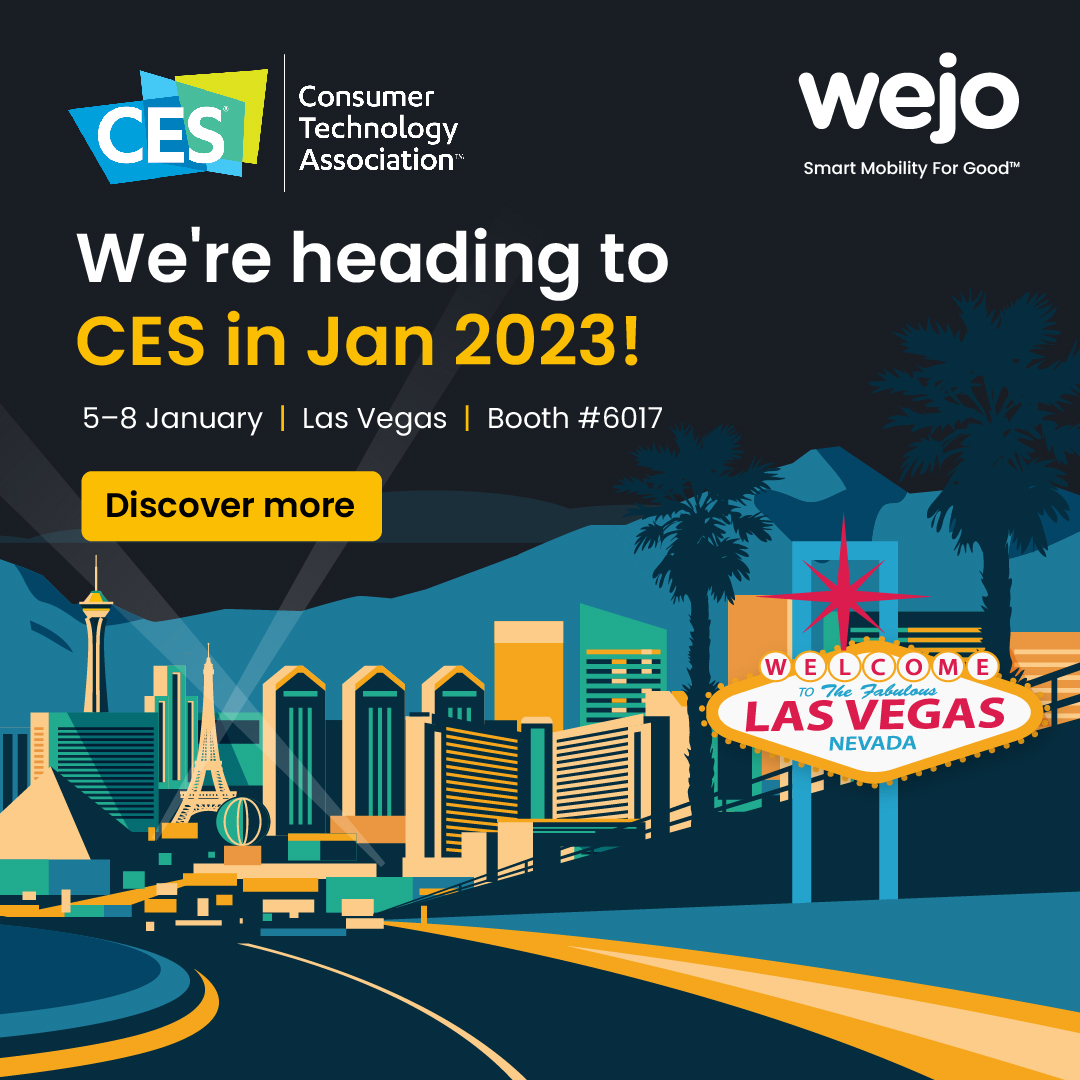 CES®
Consumer
Technology
Association™
wejo
Smart Mobility For Good™
We're heading to
CES in Jan 2023!
5–8 January | Las Vegas | Booth #6017
Discover more
WELCOME
TO The Fabulous
LAS VEGAS
NEVADA